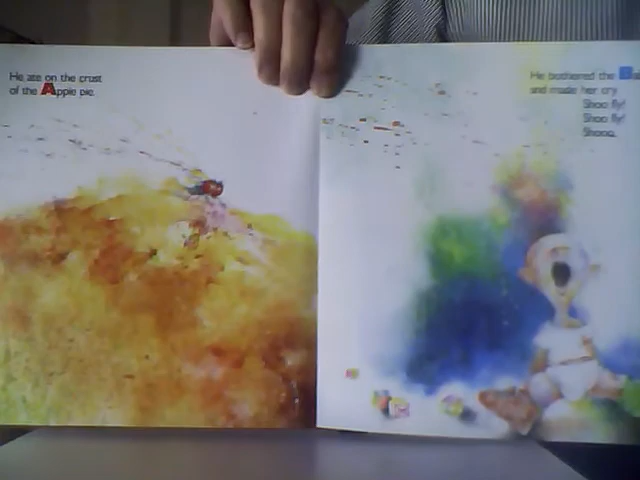 He ate on the crust
of the Apple pie.
He bothered the Ba
and made her cry.
Shoo fly!
Shoo fly!
Shooo.